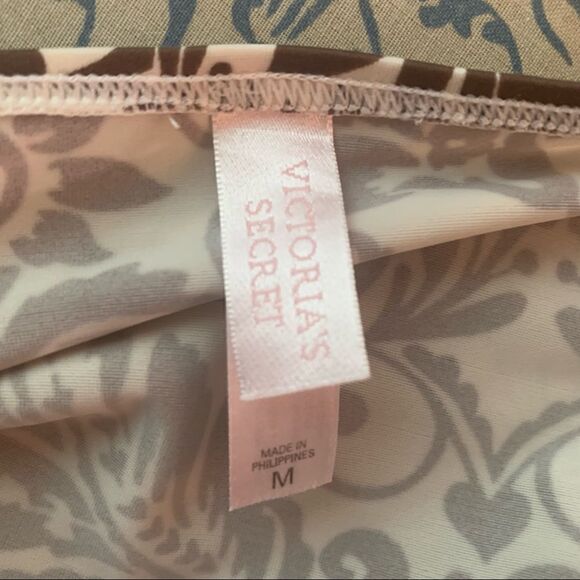 VICTORIA'S
SECRET
MADE IN
PHILIPPINES
M